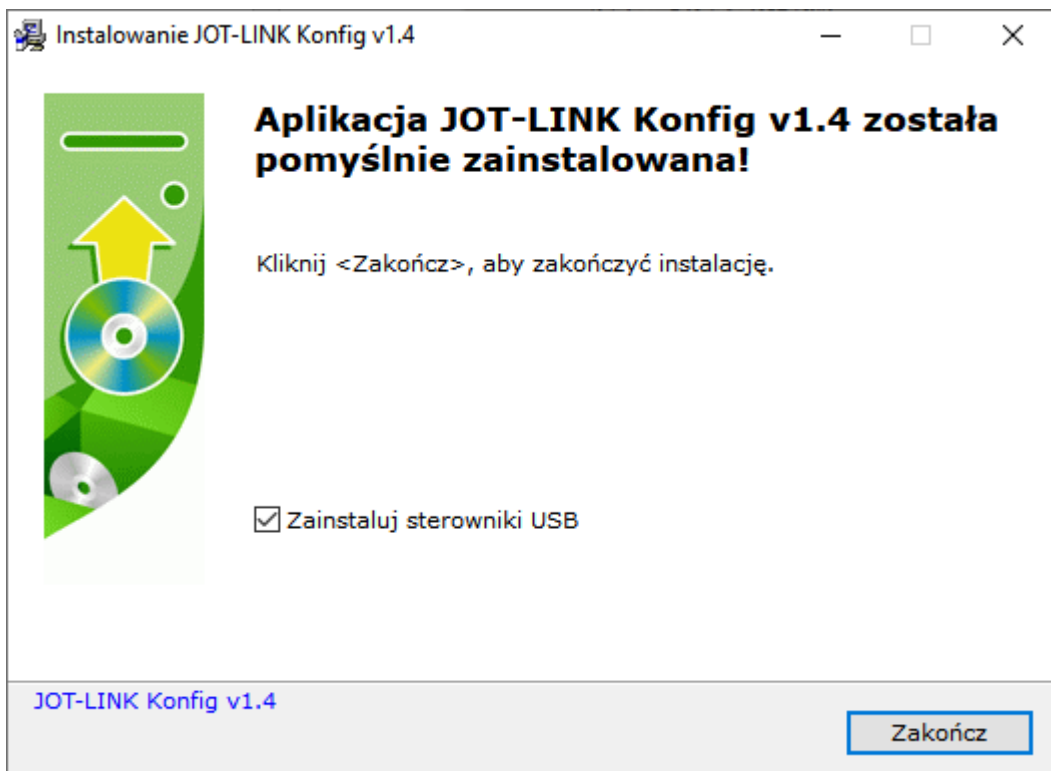 Instalowanie JOT-LINK Konfig v1.4
Aplikacja JOT-LINK Konfig v1.4 została
pomyślnie zainstalowana!
Kliknij <Zakończ>, aby zakończyć instalację.
Zainstaluj sterowniki USB
JOT-LINK Konfig v1.4
Zakończ